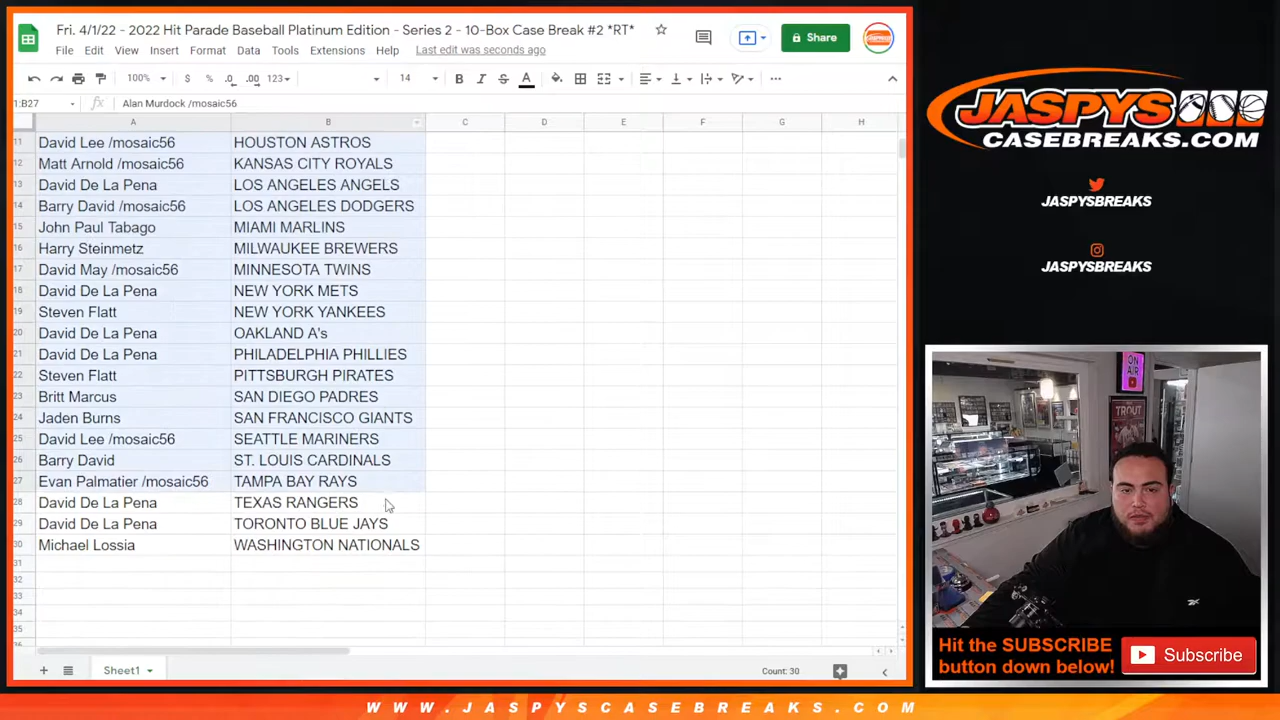 Fri. 4/1/22 - 2022 Hit Parade Baseball Platinum Edition - Series 2 - 10-Box Case Break #2 *RT*
File Edit View Insert Format Data Tools Extensions Help Last edit was seconds ago
Share
100% $ % .0 .00 123 14 B I S A
1:B27 fx Alan Murdock /mosaic56
A B C D E F G H
11 David Lee /mosaic56 HOUSTON ASTROS
12 Matt Arnold /mosaic56 KANSAS CITY ROYALS
13 David De La Pena LOS ANGELES ANGELS
14 Barry David /mosaic56 LOS ANGELES DODGERS
15 John Paul Tabago MIAMI MARLINS
16 Harry Steinmetz MILWAUKEE BREWERS
17 David May /mosaic56 MINNESOTA TWINS
18 David De La Pena NEW YORK METS
19 Steven Flatt NEW YORK YANKEES
20 David De La Pena OAKLAND A's
21 David De La Pena PHILADELPHIA PHILLIES
22 Steven Flatt PITTSBURGH PIRATES
23 Britt Marcus SAN DIEGO PADRES
24 Jaden Burns SAN FRANCISCO GIANTS
25 David Lee /mosaic56 SEATTLE MARINERS
26 Barry David ST. LOUIS CARDINALS
27 Evan Palmatier /mosaic56 TAMPA BAY RAYS
28 David De La Pena TEXAS RANGERS
29 David De La Pena TORONTO BLUE JAYS
30 Michael Lossia WASHINGTON NATIONALS
31
32
33
34
35
Sheet1 Count: 30
JASPYS
CASEBREAKS.COM
JASPYSBREAKS
JASPYSBREAKS
ON
AIR
TROUT
Hit the SUBSCRIBE
button down below!
Subscribe
WWW.JASPYSCASEBREAKS.COM